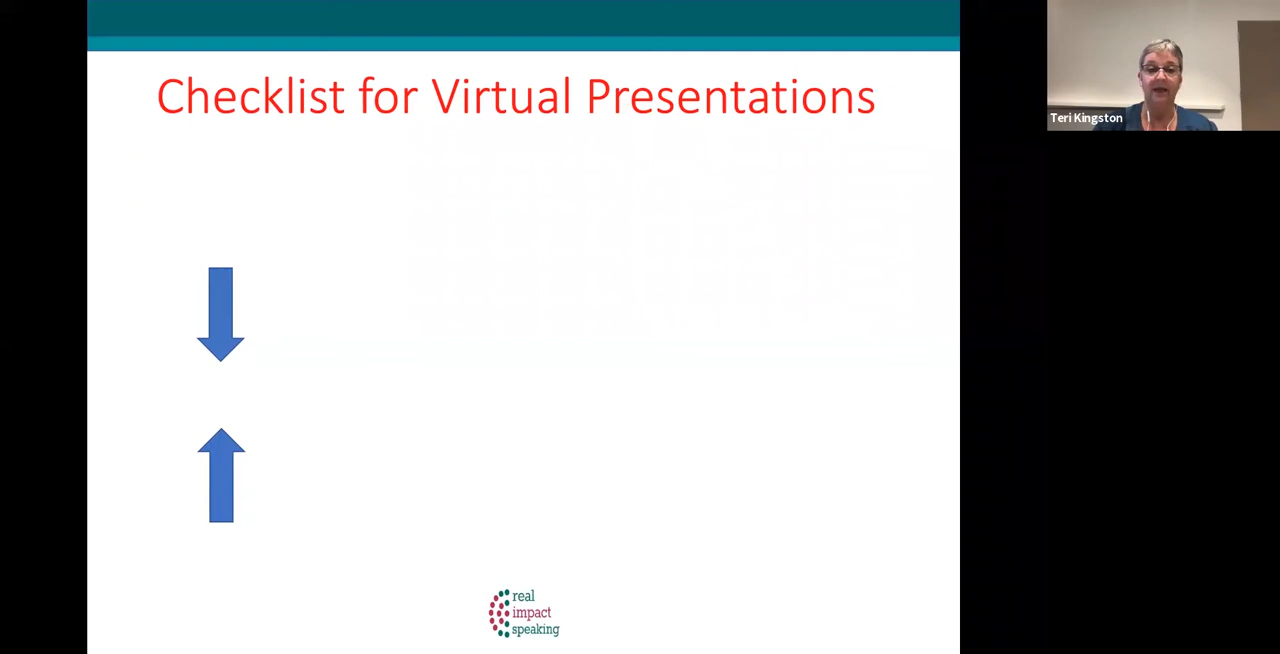 Checklist for Virtual Presentations
Teri Kingston
real
impact
speaking